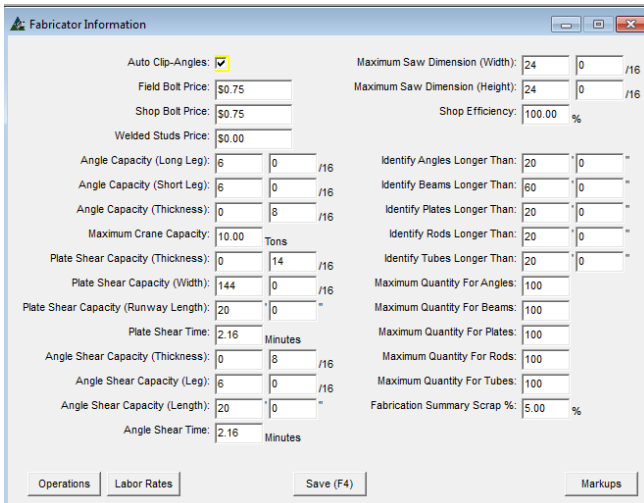 Fabricator Information
Auto Clip-Angles:
Field Bolt Price: $0.75
Shop Bolt Price: $0.75
Welded Studs Price: $0.00
Angle Capacity (Long Leg): 6 0 /16
Angle Capacity (Short Leg): 6 0 /16
Angle Capacity (Thickness): 0 8 /16
Maximum Crane Capacity: 10.00 Tons
Plate Shear Capacity (Thickness): 0 14 /16
Plate Shear Capacity (Width): 144 0 /16
Plate Shear Capacity (Runway Length): 20 ' 0 "
Plate Shear Time: 2.16 Minutes
Angle Shear Capacity (Thickness): 0 8 /16
Angle Shear Capacity (Leg): 6 0 /16
Angle Shear Capacity (Length): 20 ' 0 "
Angle Shear Time: 2.16 Minutes
Maximum Saw Dimension (Width): 24 0 /16
Maximum Saw Dimension (Height): 24 0 /16
Shop Efficiency: 100.00 %
Identify Angles Longer Than: 20 ' 0 "
Identify Beams Longer Than: 60 ' 0 "
Identify Plates Longer Than: 20 ' 0 "
Identify Rods Longer Than: 20 ' 0 "
Identify Tubes Longer Than: 20 ' 0 "
Maximum Quantity For Angles: 100
Maximum Quantity For Beams: 100
Maximum Quantity For Plates: 100
Maximum Quantity For Rods: 100
Maximum Quantity For Tubes: 100
Fabrication Summary Scrap %: 5.00 %
Operations Labor Rates Save (F4) Markups